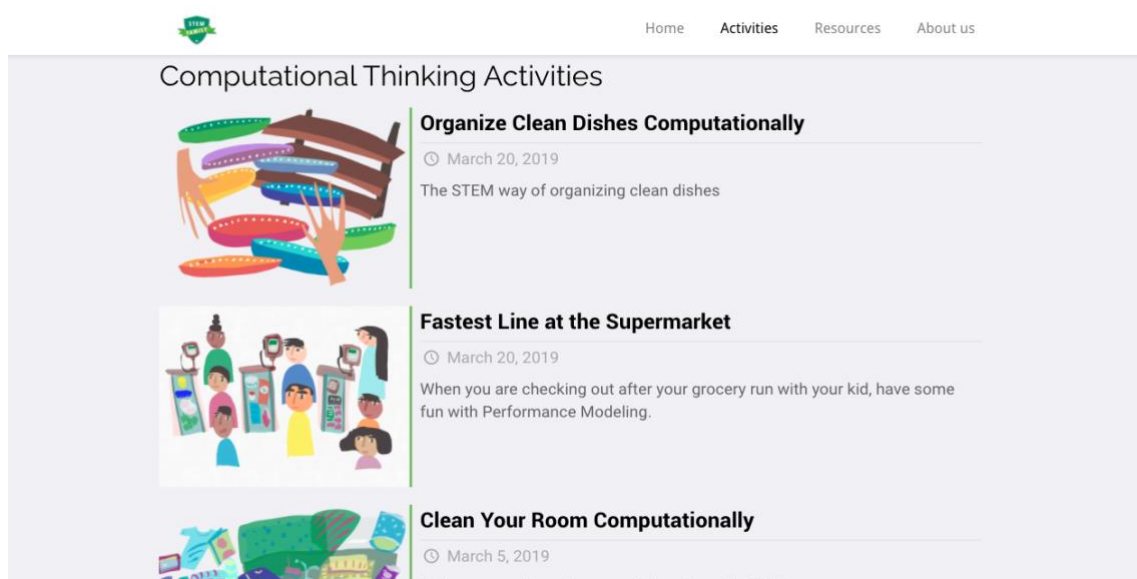 STEM
FAMILY
Home Activities Resources About us
Computational Thinking Activities
Organize Clean Dishes Computationally
March 20, 2019
The STEM way of organizing clean dishes
Fastest Line at the Supermarket
March 20, 2019
When you are checking out after your grocery run with your kid, have some
fun with Performance Modeling.
Clean Your Room Computationally
March 5, 2019